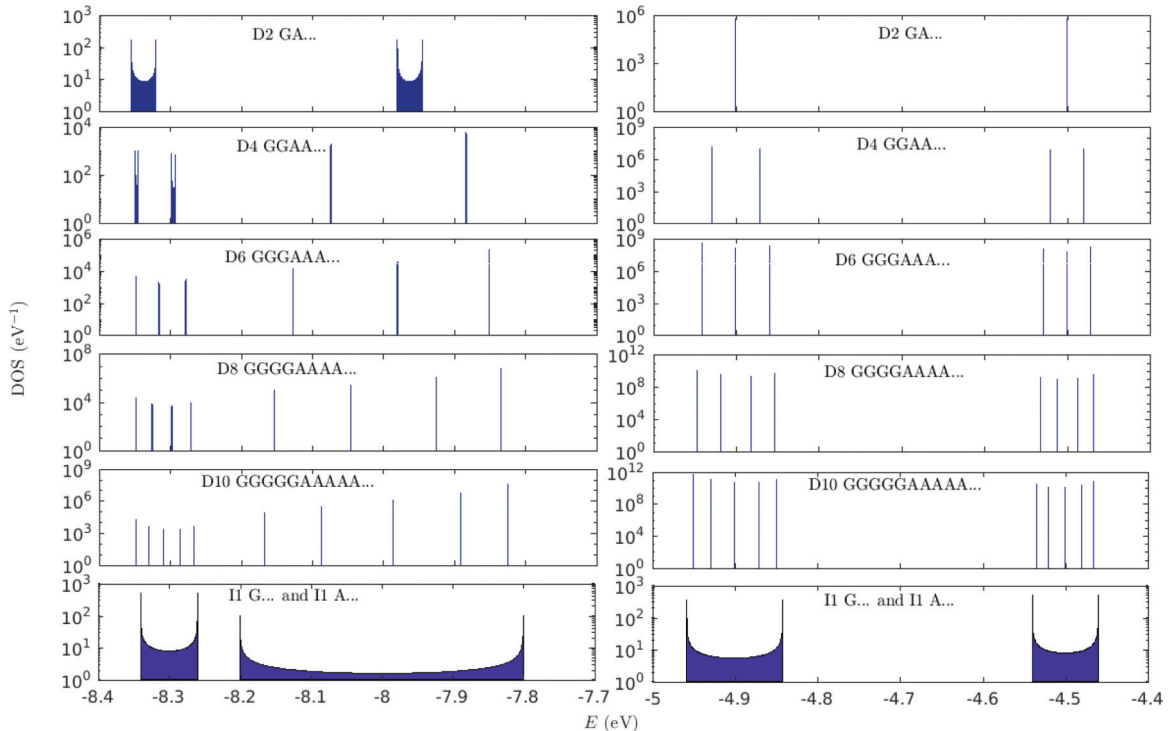 10³
10²
10¹
10⁰
D2 GA...
10⁶
10³
10⁰
D2 GA...
10⁴
10²
10⁰
D4 GGAA...
10⁹
10⁶
10³
10⁰
D4 GGAA...
10⁶
10⁴
10²
10⁰
D6 GGGAAA...
10⁹
10⁶
10³
10⁰
D6 GGGAAA...
DOS (eV⁻¹)
10⁸
10⁴
10⁰
D8 GGGGAAAA...
10¹²
10⁸
10⁴
10⁰
D8 GGGGAAAA...
10⁹
10⁶
10³
10⁰
D10 GGGGGAAAAA...
10¹²
10⁸
10⁴
10⁰
D10 GGGGGAAAAA...
10³
10²
10¹
10⁰
I1 G... and I1 A...
10³
10²
10¹
10⁰
I1 G... and I1 A...
-8.4 -8.3 -8.2 -8.1 -8 -7.9 -7.8 -7.7
-5 -4.9 -4.8 -4.7 -4.6 -4.5 -4.4
E (eV)